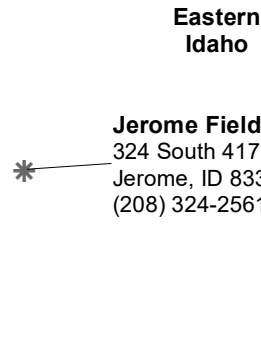 Eastern
Idaho
Jerome Field
324 South 417
Jerome, ID 833
(208) 324-2561